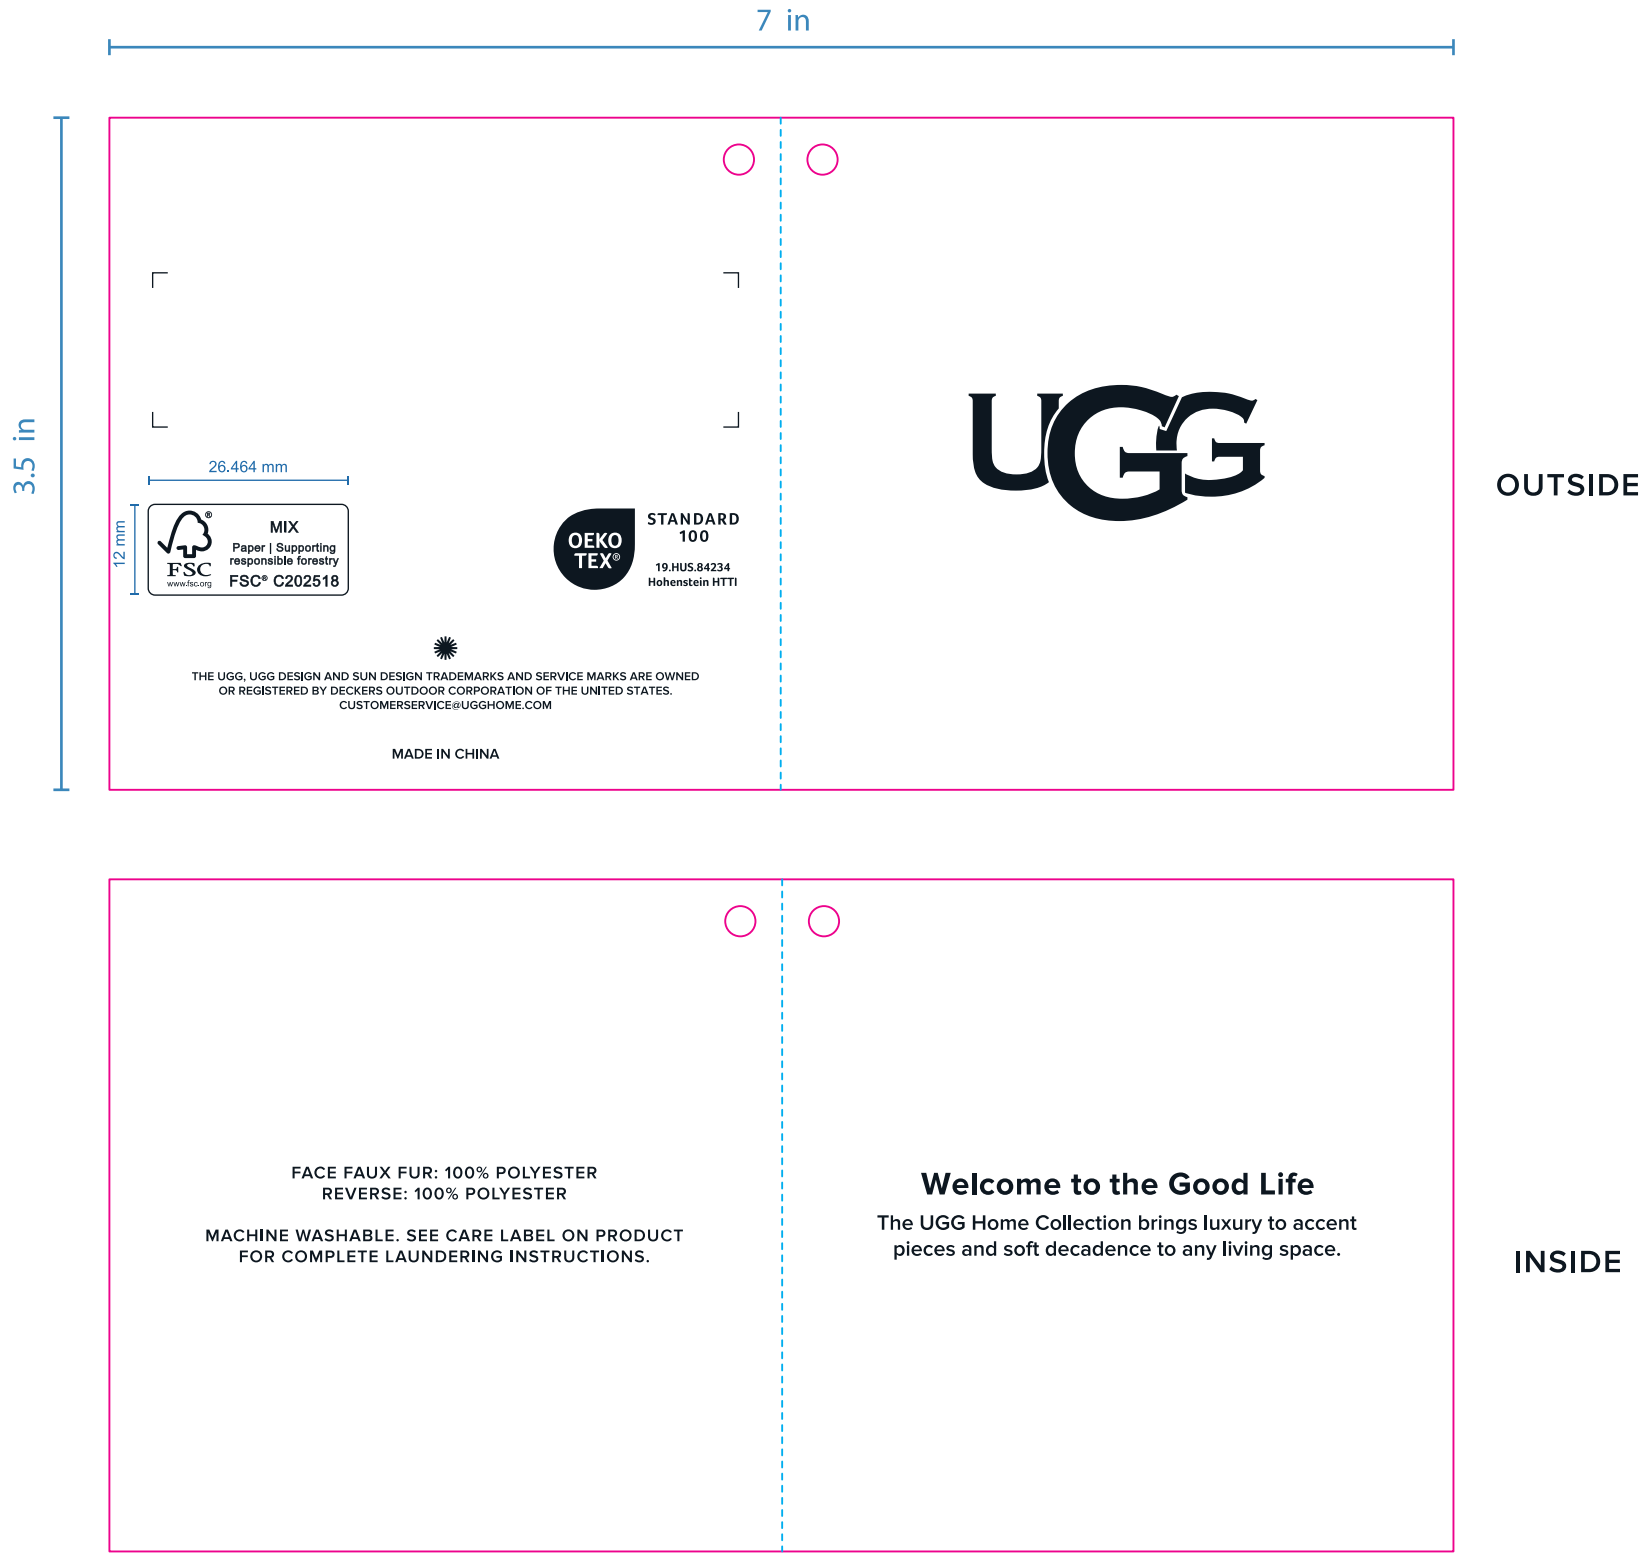 7 in
3.5 in
26.464 mm
12 mm
®
FSC
www.fsc.org
MIX
Paper | Supporting
responsible forestry
FSC® C202518
OEKO
TEX®
STANDARD
100
19.HUS.84234
Hohenstein HTTI
THE UGG, UGG DESIGN AND SUN DESIGN TRADEMARKS AND SERVICE MARKS ARE OWNED
OR REGISTERED BY DECKERS OUTDOOR CORPORATION OF THE UNITED STATES.
CUSTOMERSERVICE@UGGHOME.COM
MADE IN CHINA
UGG
OUTSIDE
FACE FAUX FUR: 100% POLYESTER
REVERSE: 100% POLYESTER
MACHINE WASHABLE. SEE CARE LABEL ON PRODUCT
FOR COMPLETE LAUNDERING INSTRUCTIONS.
Welcome to the Good Life
The UGG Home Collection brings luxury to accent
pieces and soft decadence to any living space.
INSIDE